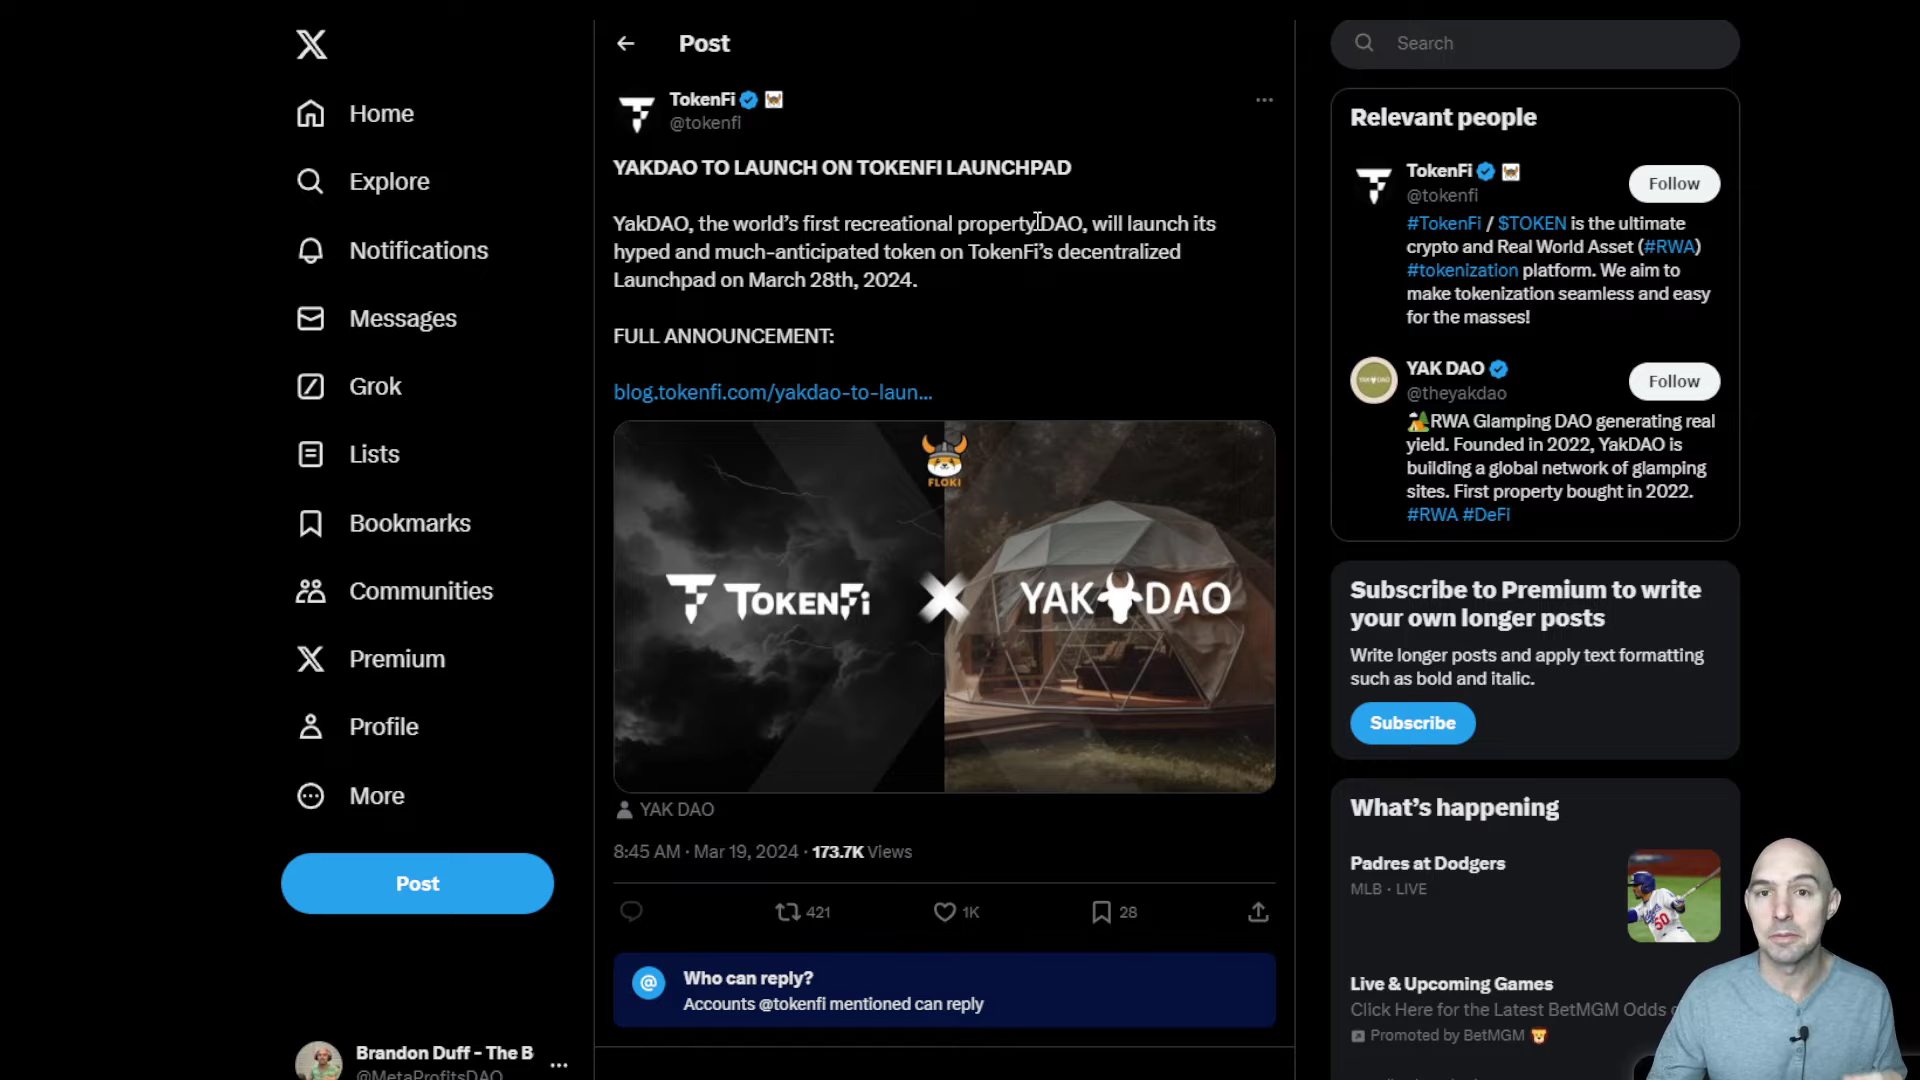 Home
Explore
Notifications
Messages
Grok
Lists
Bookmarks
Communities
Premium
Profile
More
Post
Brandon Duff - The B
@MetaProfitsDAO
Post
TokenFi
@tokenfi
YAKDAO TO LAUNCH ON TOKENFI LAUNCHPAD
YakDAO, the world's first recreational property DAO, will launch its
hyped and much-anticipated token on TokenFi's decentralized
Launchpad on March 28th, 2024.
FULL ANNOUNCEMENT:
blog.tokenfi.com/yakdao-to-laun...
FLOKI
TOKENFi
YAK DAO
YAK DAO
8:45 AM · Mar 19, 2024 · 173.7K Views
421
1K
28
Who can reply?
Accounts @tokenfi mentioned can reply
Search
Relevant people
TokenFi
@tokenfi
Follow
#TokenFi / $TOKEN is the ultimate
crypto and Real World Asset (#RWA)
#tokenization platform. We aim to
make tokenization seamless and easy
for the masses!
YAK DAO
@theyakdao
Follow
RWA Glamping DAO generating real
yield. Founded in 2022, YakDAO is
building a global network of glamping
sites. First property bought in 2022.
#RWA #DeFi
Subscribe to Premium to write
your own longer posts
Write longer posts and apply text formatting
such as bold and italic.
Subscribe
What's happening
Padres at Dodgers
MLB · LIVE
50
Live & Upcoming Games
Click Here for the Latest BetMGM Odds
Promoted by BetMGM